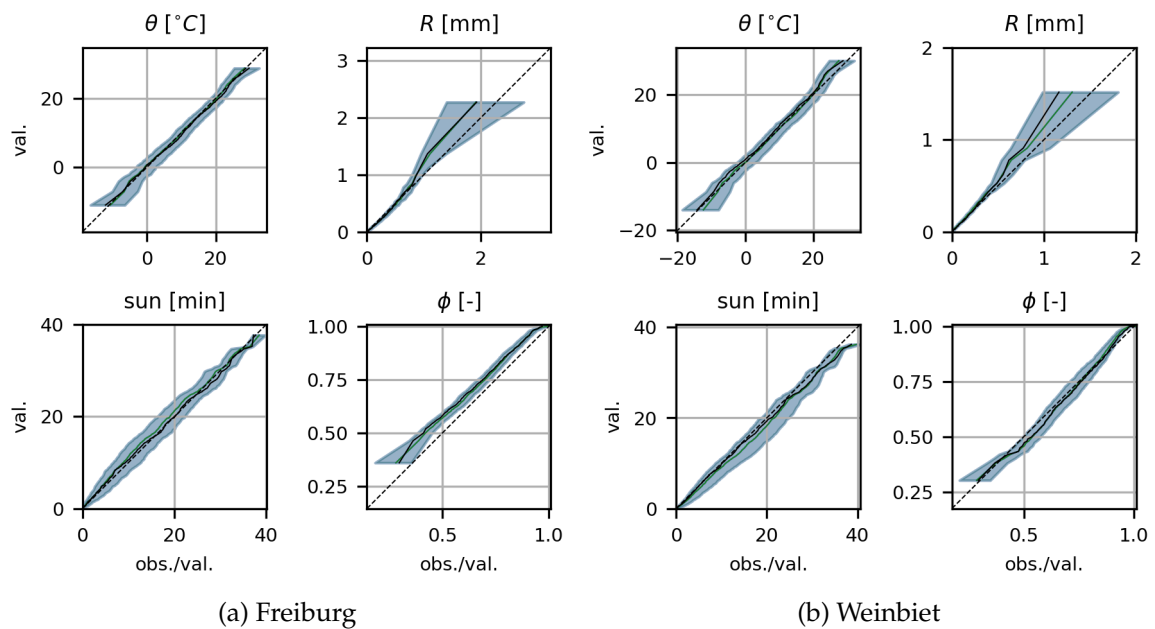 θ [°C]
R [mm]
θ [°C]
R [mm]
val.
20
0
0
20
3
2
1
0
0
2
val.
20
0
−20
−20
0
20
2
1
0
0
1
2
sun [min]
ϕ [-]
sun [min]
ϕ [-]
val.
40
20
0
0
20
40
obs./val.
1.00
0.75
0.50
0.25
0.5
1.0
obs./val.
val.
40
20
0
0
20
40
obs./val.
1.00
0.75
0.50
0.25
0.5
1.0
obs./val.
(a) Freiburg
(b) Weinbiet